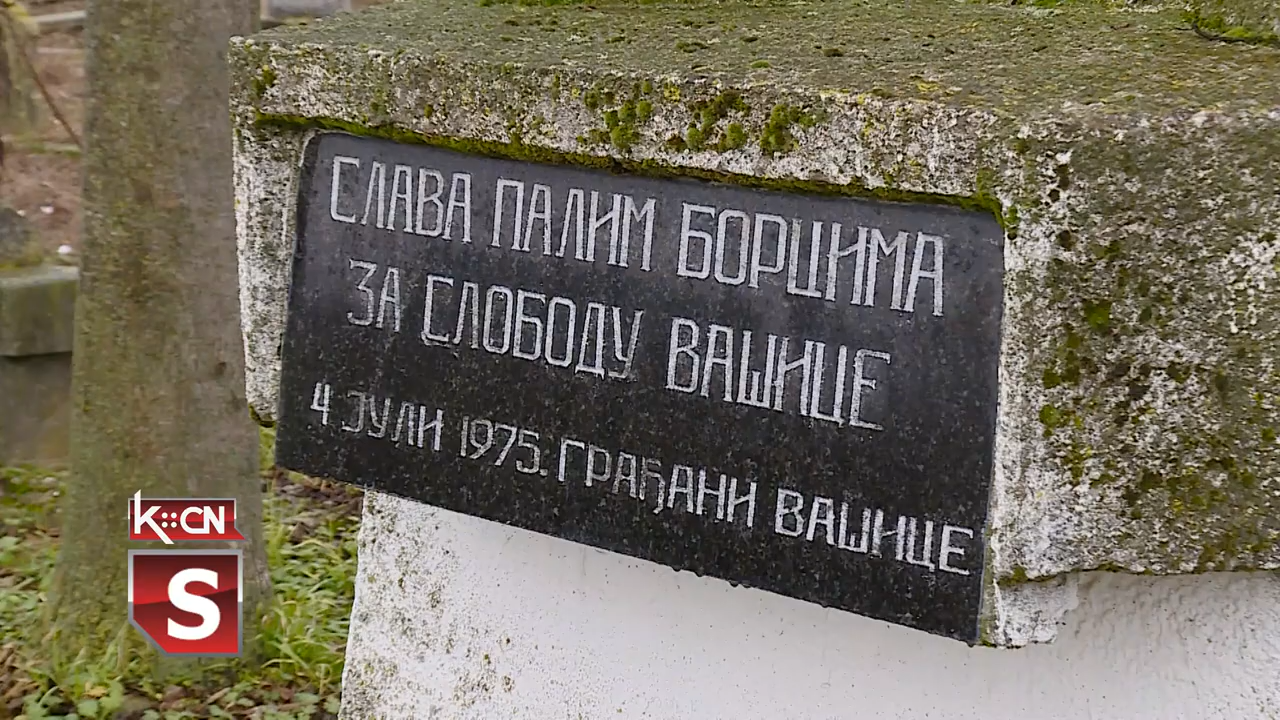 СЛАВА ПАЛИМ БОРЦИМА
ЗА СЛОБОДУ ВАШИЦЕ
4 ЈУЛИ 1975. ГРАЂАНИ ВАШИЦЕ
K::CN
S